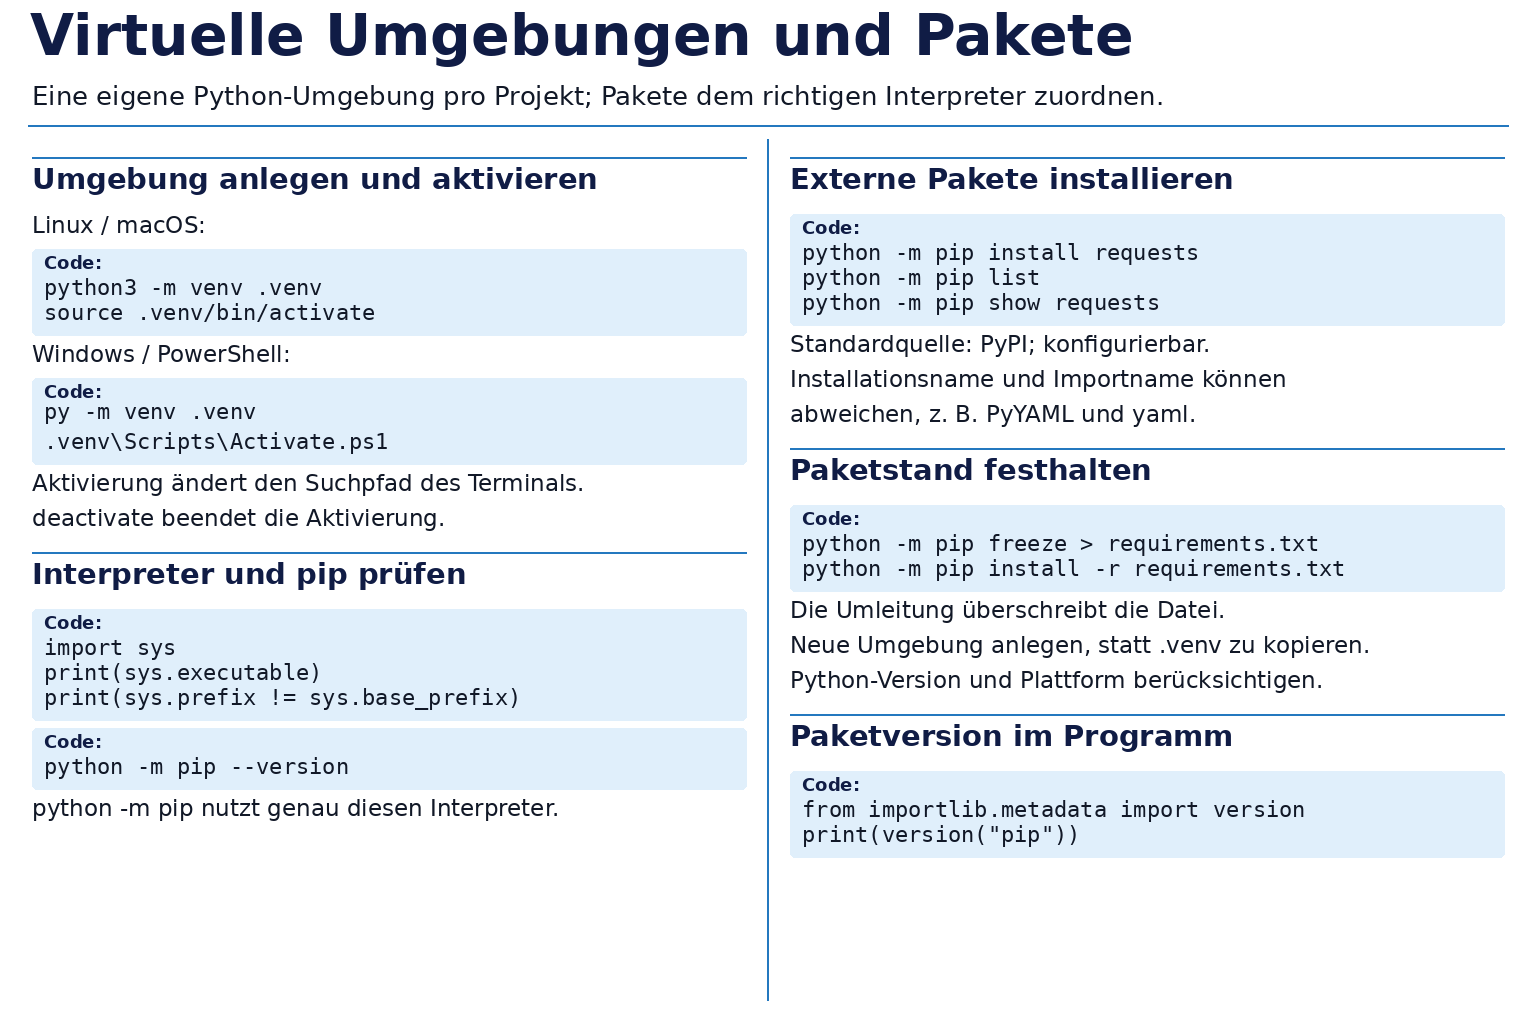 Virtuelle Umgebungen und Pakete
Eine eigene Python-Umgebung pro Projekt; Pakete dem richtigen Interpreter zuordnen.
Umgebung anlegen und aktivieren
Linux / macOS:
Code:
python3 -m venv .venv
source .venv/bin/activate
Windows / PowerShell:
Code:
py -m venv .venv
.venv\Scripts\Activate.ps1
Aktivierung ändert den Suchpfad des Terminals.
deactivate beendet die Aktivierung.
Interpreter und pip prüfen
Code:
import sys
print(sys.executable)
print(sys.prefix != sys.base_prefix)
Code:
python -m pip --version
python -m pip nutzt genau diesen Interpreter.
Externe Pakete installieren
Code:
python -m pip install requests
python -m pip list
python -m pip show requests
Standardquelle: PyPI; konfigurierbar.
Installationsname und Importname können
abweichen, z. B. PyYAML und yaml.
Paketstand festhalten
Code:
python -m pip freeze > requirements.txt
python -m pip install -r requirements.txt
Die Umleitung überschreibt die Datei.
Neue Umgebung anlegen, statt .venv zu kopieren.
Python-Version und Plattform berücksichtigen.
Paketversion im Programm
Code:
from importlib.metadata import version
print(version("pip"))